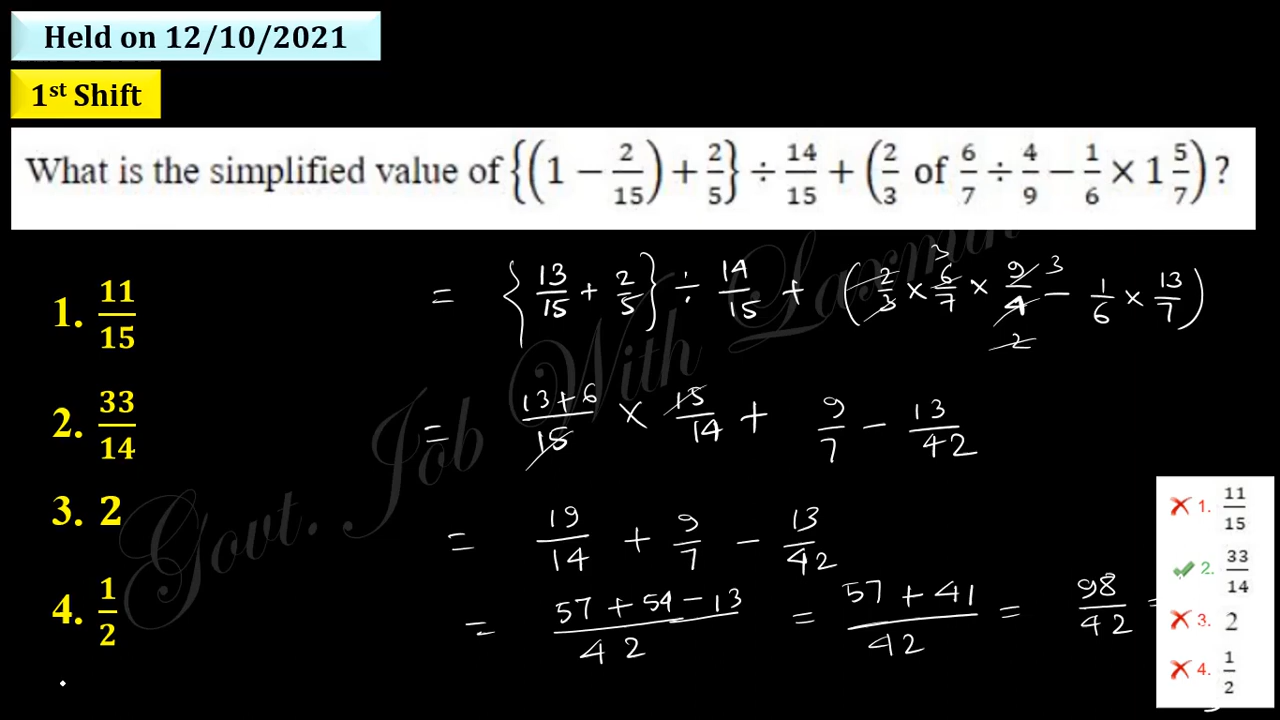 Held on 12/10/2021
1st Shift
What is the simplified value of {(1 − 2/15) + 2/5} ÷ 14/15 + (2/3 of 6/7 ÷ 4/9 − 1/6 × 1 5/7)?
= {13/15 + 2/5} ÷ 14/15 + (2/3 × 6/7 × 9/4 − 1/6 × 13/7)
3 3 2
= 13+6/15 × 15/14 + 9/7 − 13/42
= 19/14 + 9/7 − 13/42
= 57 + 54 − 13/42 = 57 + 41/42 = 98/42 =
1. 11/15
2. 33/14
3. 2
4. 1/2
1. 11/15
2. 33/14
3. 2
4. 1/2
Govt. Job With